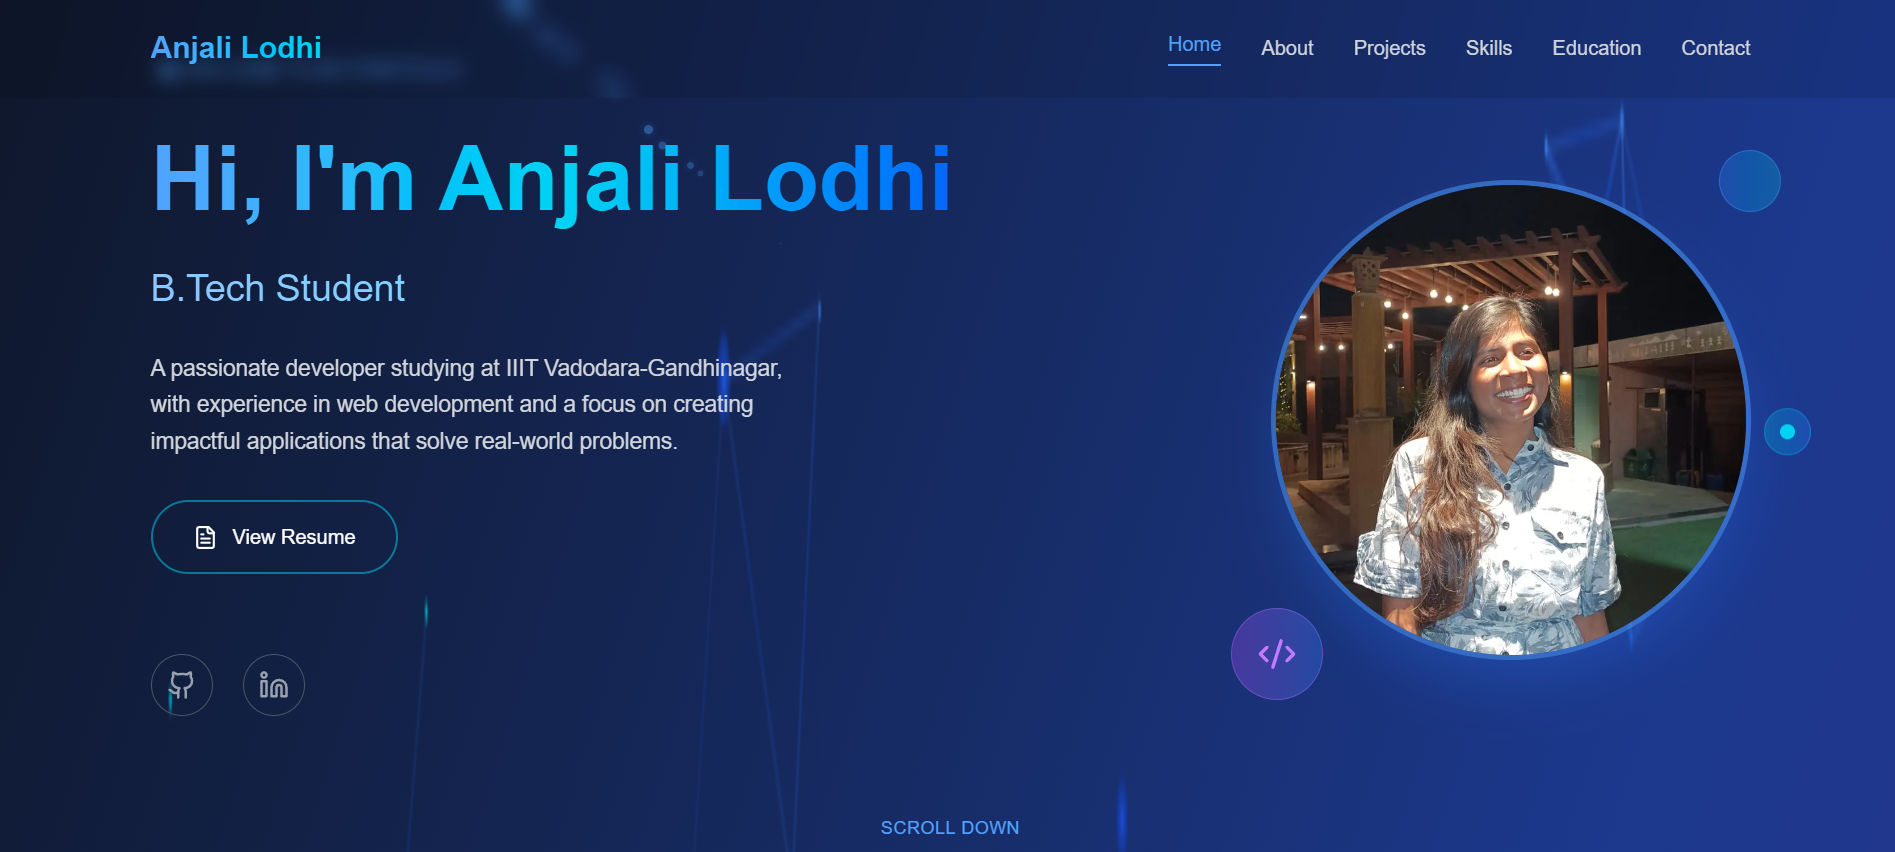 Anjali Lodhi
Home
About
Projects
Skills
Education
Contact
Hi, I'm Anjali Lodhi
B.Tech Student
A passionate developer studying at IIIT Vadodara-Gandhinagar,
with experience in web development and a focus on creating
impactful applications that solve real-world problems.
View Resume
SCROLL DOWN